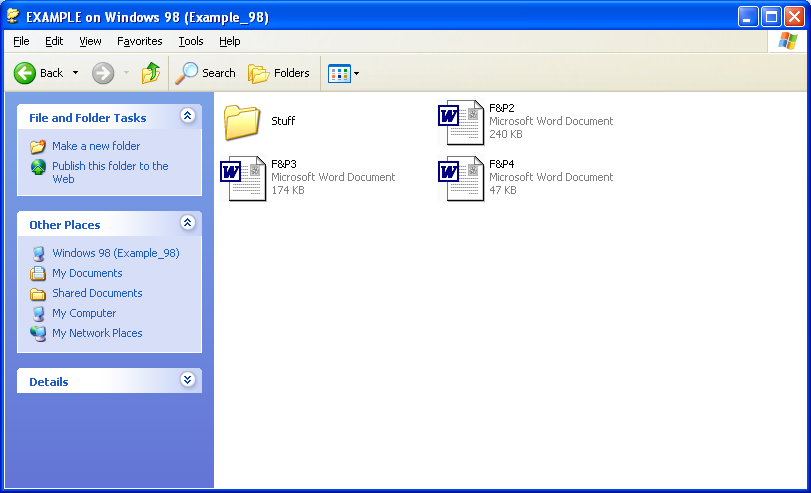 EXAMPLE on Windows 98 (Example_98)
File Edit View Favorites Tools Help
Back Search Folders
File and Folder Tasks
Make a new folder
Publish this folder to the
Web
Other Places
Windows 98 (Example_98)
My Documents
Shared Documents
My Computer
My Network Places
Details
Stuff
F&P2
Microsoft Word Document
240 KB
F&P3
Microsoft Word Document
174 KB
F&P4
Microsoft Word Document
47 KB